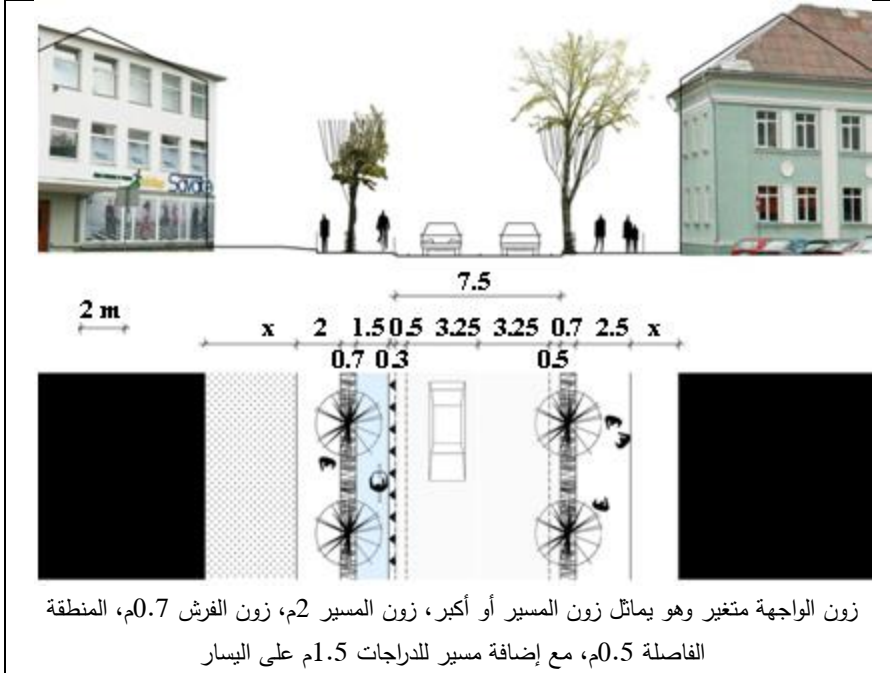 Savoie
7.5
2 m
x 2 1.5 0.5 3.25 3.25 0.7 2.5 x
0.7 0.3 0.5
زون الواجهة متغير وهو يماثل زون المسير أو أكبر، زون المسير 2م، زون الفرش 0.7م، المنطقة
الفاصلة 0.5م، مع إضافة مسير للدراجات 1.5م على اليسار